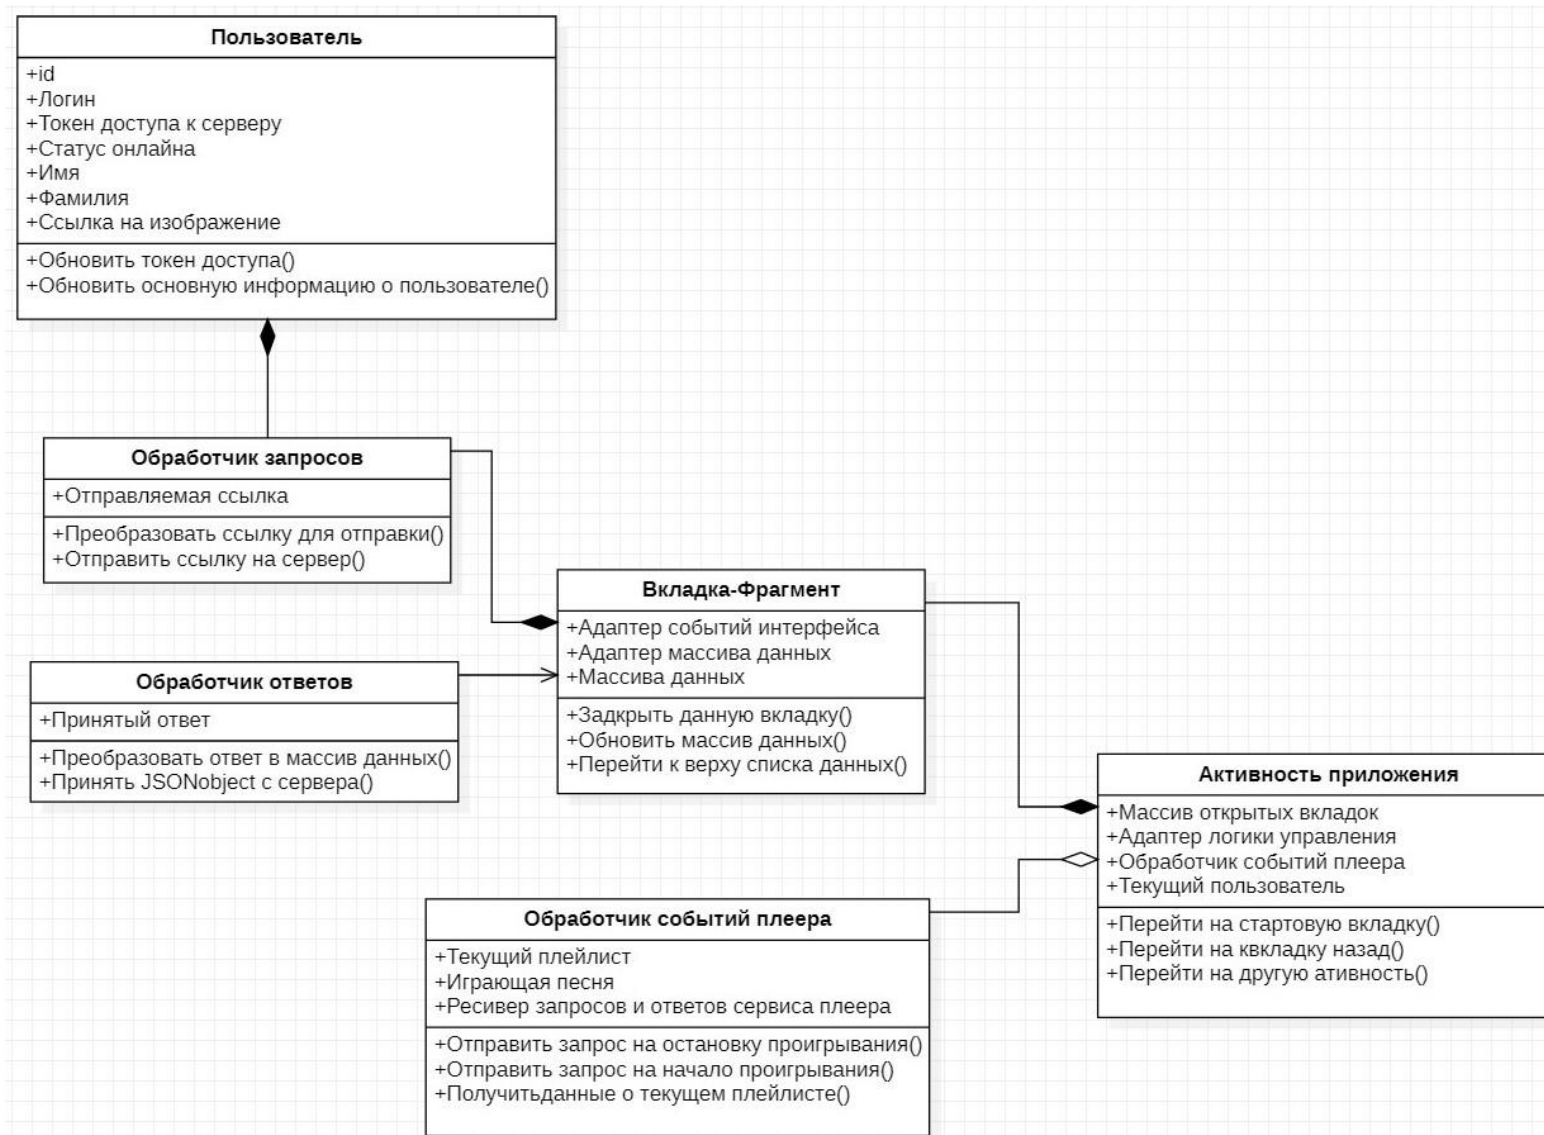 Пользователь
+id
+Логин
+Токен доступа к серверу
+Статус онлайна
+Имя
+Фамилия
+Ссылка на изображение
+Обновить токен доступа()
+Обновить основную информацию о пользователе()
Обработчик запросов
+Отправляемая ссылка
+Преобразовать ссылку для отправки()
+Отправить ссылку на сервер()
Вкладка-Фрагмент
+Адаптер событий интерфейса
+Адаптер массива данных
+Массива данных
+Задкрыть данную вкладку()
+Обновить массив данных()
+Перейти к верху списка данных()
Обработчик ответов
+Принятый ответ
+Преобразовать ответ в массив данных()
+Принять JSONobject с сервера()
Активность приложения
+Массив открытых вкладок
+Адаптер логики управления
+Обработчик событий плеера
+Текущий пользователь
+Перейти на стартовую вкладку()
+Перейти на квкладку назад()
+Перейти на другую ативность()
Обработчик событий плеера
+Текущий плейлист
+Играющая песня
+Ресивер запросов и ответов сервиса плеера
+Отправить запрос на остановку проигрывания()
+Отправить запрос на начало проигрывания()
+Получитьданные о текущем плейлисте()